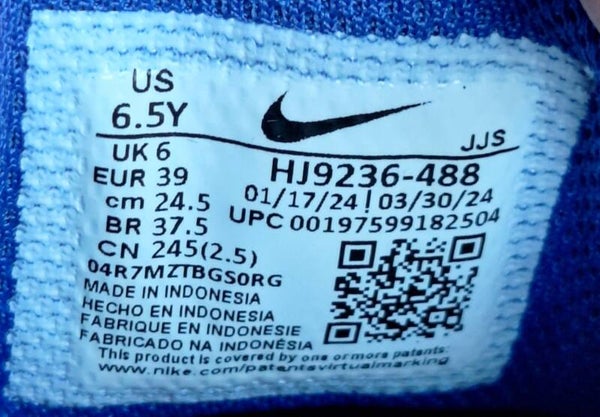 US
6.5Y
JJS
UK 6
HJ9236-488
EUR 39
01/17/24 | 03/30/24
cm 24.5
UPC 00197599182504
BR 37.5
CN 245(2.5)
04R7MZTBGS0RG
MADE IN INDONESIA
HECHO EN INDONESIA
FABRIQUE EN INDONESIE
FABRICADO NA INDONÉSIA
This product is covered by one or more patents:
www.nike.com/patentsvirtualmarking